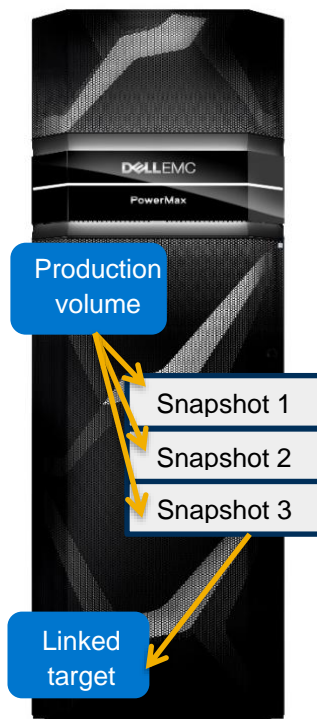 DELLEMC
PowerMax
Production
volume
Snapshot 1
Snapshot 2
Snapshot 3
Linked
target